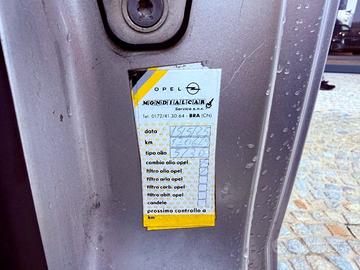 OPEL
MONDIALCAR
Service s.n.c.
Tel. 0172/41.30.64 - BRA (CN)
data
km
tipo olio
cambio olio opel
filtro olio opel
filtro aria opel
filtro carb. opel
filtro abit. opel
candele
prossimo controllo a
km